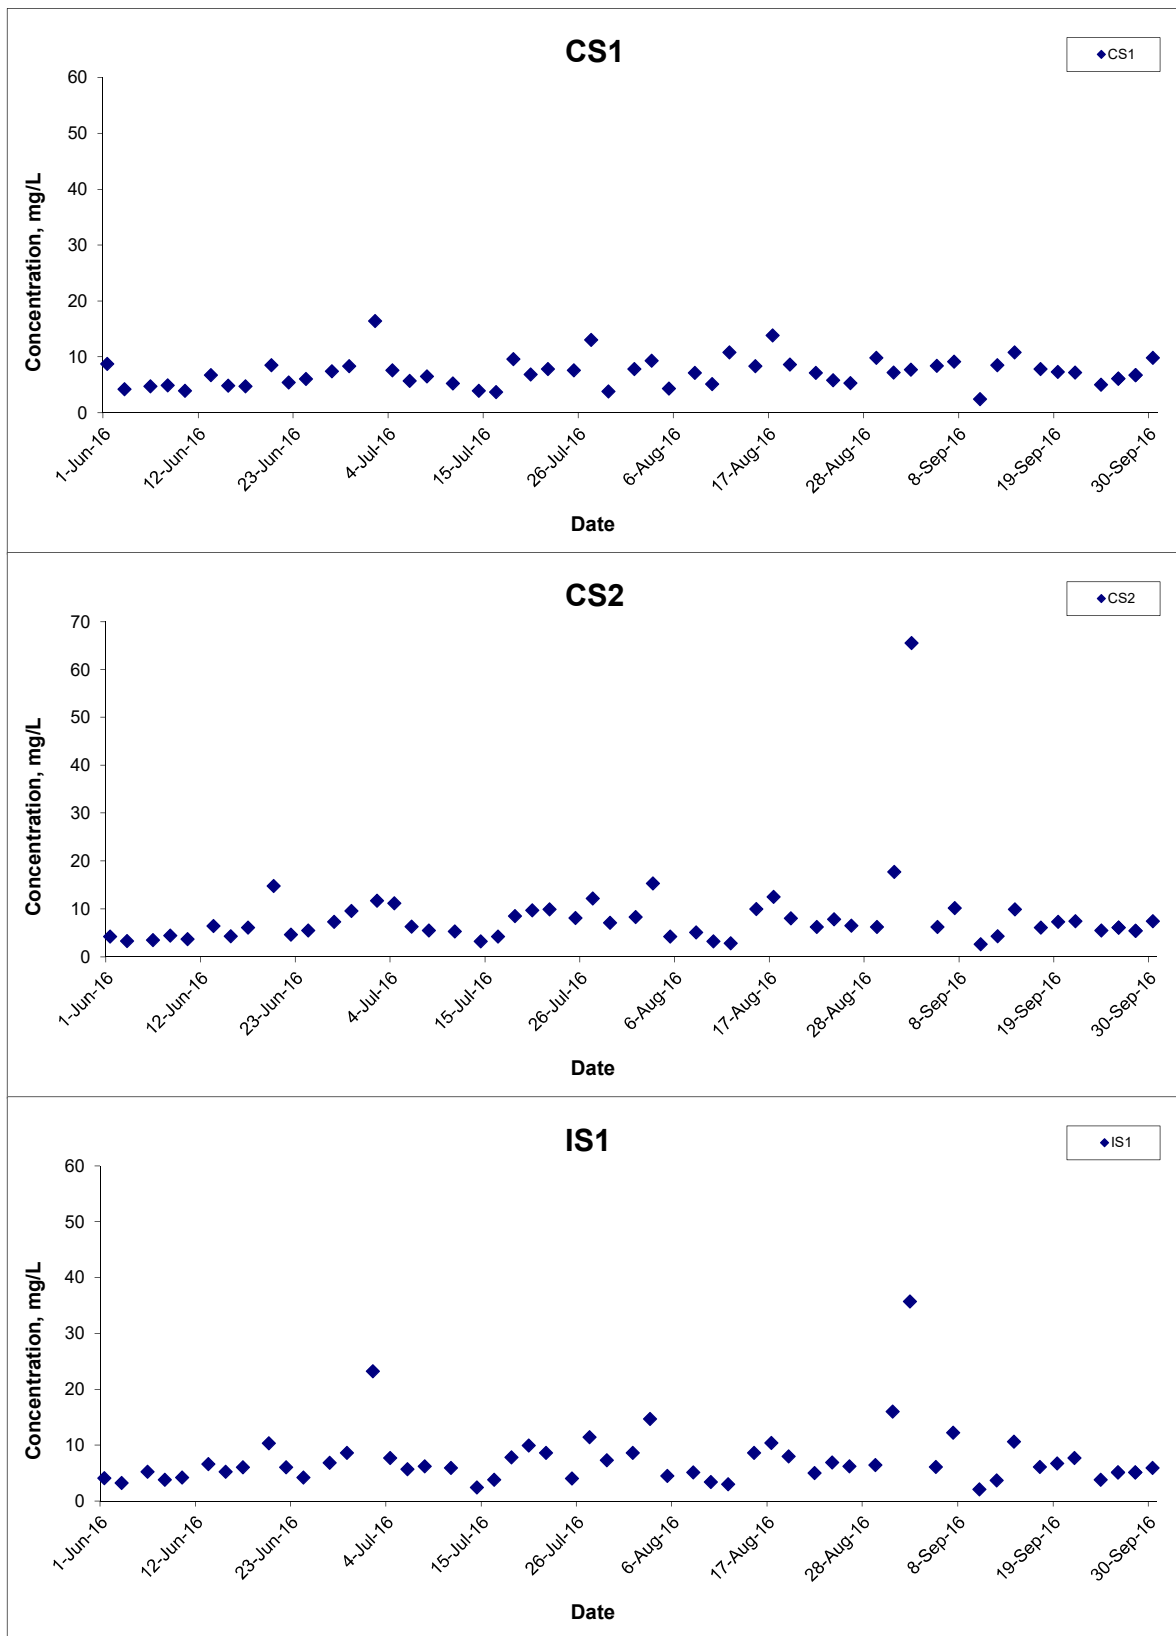 CS1
CS1
60
50
40
30
20
10
0
Concentration, mg/L
1-Jun-16
12-Jun-16
23-Jun-16
4-Jul-16
15-Jul-16
26-Jul-16
6-Aug-16
17-Aug-16
28-Aug-16
8-Sep-16
19-Sep-16
30-Sep-16
Date
CS2
CS2
70
60
50
40
30
20
10
0
Concentration, mg/L
1-Jun-16
12-Jun-16
23-Jun-16
4-Jul-16
15-Jul-16
26-Jul-16
6-Aug-16
17-Aug-16
28-Aug-16
8-Sep-16
19-Sep-16
30-Sep-16
Date
IS1
IS1
60
50
40
30
20
10
0
Concentration, mg/L
1-Jun-16
12-Jun-16
23-Jun-16
4-Jul-16
15-Jul-16
26-Jul-16
6-Aug-16
17-Aug-16
28-Aug-16
8-Sep-16
19-Sep-16
30-Sep-16
Date